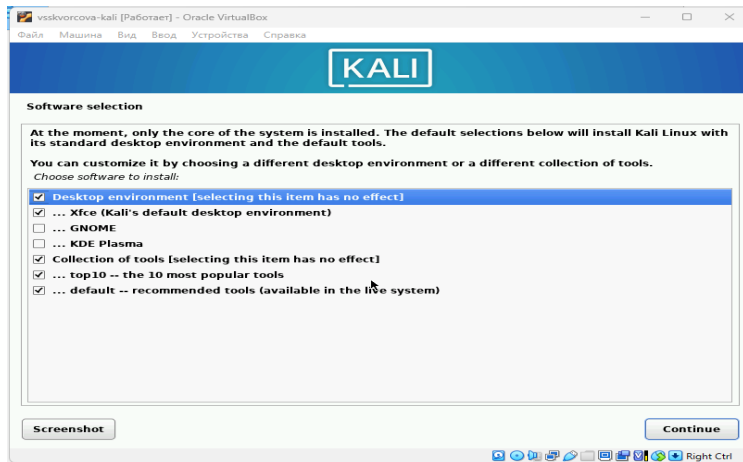 vsskvorcova-kali [Работает] - Oracle VirtualBox
Файл Машина Вид Ввод Устройства Справка
KALI
Software selection
At the moment, only the core of the system is installed. The default selections below will install Kali Linux with
its standard desktop environment and the default tools.
You can customize it by choosing a different desktop environment or a different collection of tools.
Choose software to install:
Desktop environment [selecting this item has no effect]
... Xfce (Kali's default desktop environment)
... GNOME
... KDE Plasma
Collection of tools [selecting this item has no effect]
... top10 -- the 10 most popular tools
... default -- recommended tools (available in the live system)
Screenshot Continue
Right Ctrl